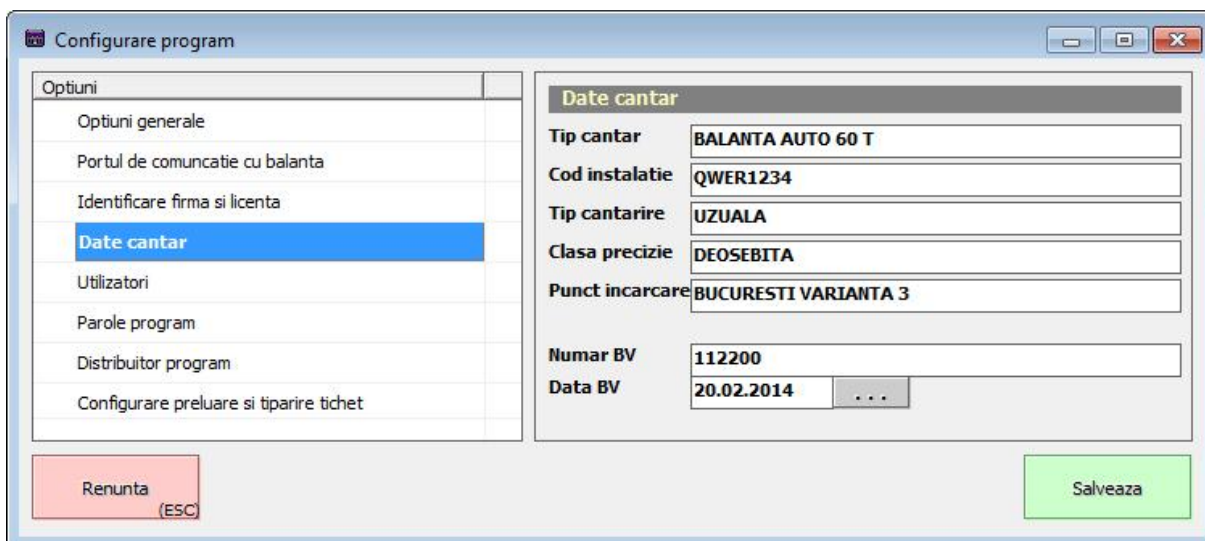 Configurare program
Optiuni
Optiuni generale
Portul de comuncatie cu balanta
Identificare firma si licenta
Date cantar
Utilizatori
Parole program
Distribuitor program
Configurare preluare si tiparire tichet
Date cantar
Tip cantar BALANTA AUTO 60 T
Cod instalatie QWER1234
Tip cantarire UZUALA
Clasa precizie DEOSEBITA
Punct incarcare BUCURESTI VARIANTA 3
Numar BV 112200
Data BV 20.02.2014 ...
Renunta
(ESC)
Salveaza